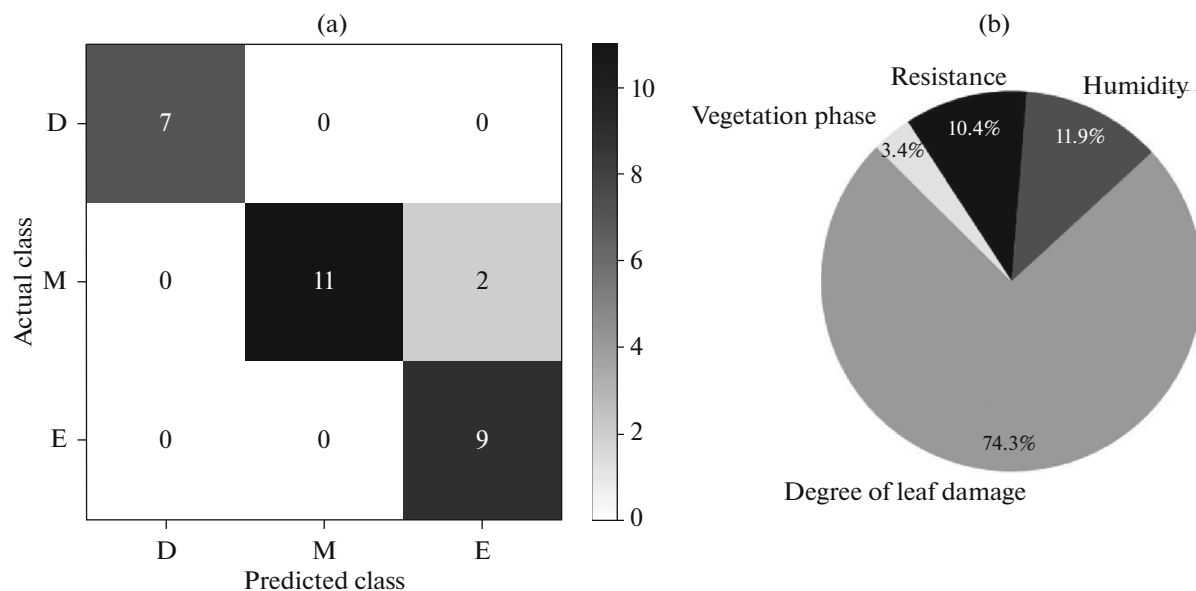 (a)
Actual class
D
M
E
7 0 0
0 11 2
0 0 9
D M E
Predicted class
10
8
6
4
2
0
(b)
Resistance
Humidity
Vegetation phase
10.4%
11.9%
3.4%
74.3%
Degree of leaf damage